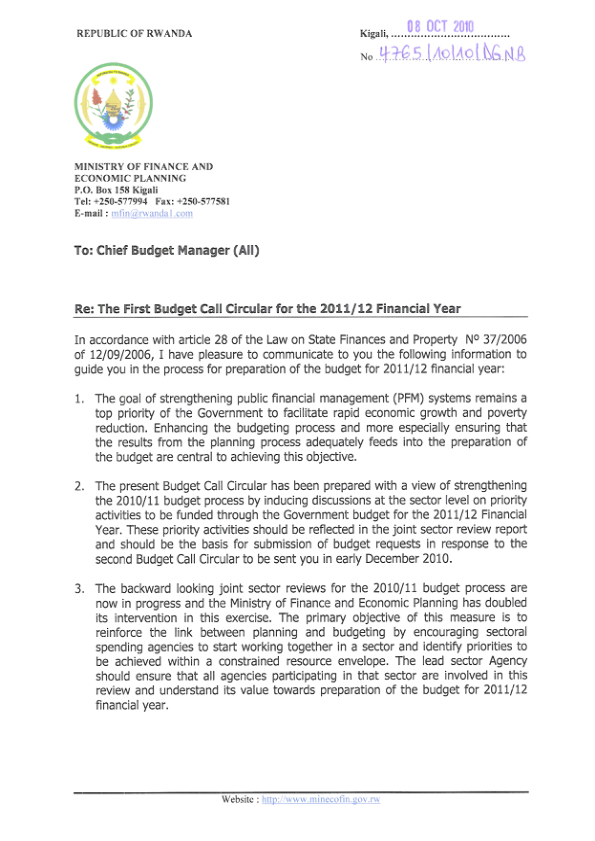 REPUBLIC OF RWANDA
Kigali, 08 OCT 2010
No 4765/10/10/DGNB
MINISTRY OF FINANCE AND
ECONOMIC PLANNING
P.O. Box 158 Kigali
Tel: +250-577994 Fax: +250-577581
E-mail : mfin@rwanda1.com
To: Chief Budget Manager (All)
Re: The First Budget Call Circular for the 2011/12 Financial Year
In accordance with article 28 of the Law on State Finances and Property Nº 37/2006
of 12/09/2006, I have pleasure to communicate to you the following information to
guide you in the process for preparation of the budget for 2011/12 financial year:
1. The goal of strengthening public financial management (PFM) systems remains a
top priority of the Government to facilitate rapid economic growth and poverty
reduction. Enhancing the budgeting process and more especially ensuring that
the results from the planning process adequately feeds into the preparation of
the budget are central to achieving this objective.
2. The present Budget Call Circular has been prepared with a view of strengthening
the 2010/11 budget process by inducing discussions at the sector level on priority
activities to be funded through the Government budget for the 2011/12 Financial
Year. These priority activities should be reflected in the joint sector review report
and should be the basis for submission of budget requests in response to the
second Budget Call Circular to be sent you in early December 2010.
3. The backward looking joint sector reviews for the 2010/11 budget process are
now in progress and the Ministry of Finance and Economic Planning has doubled
its intervention in this exercise. The primary objective of this measure is to
reinforce the link between planning and budgeting by encouraging sectoral
spending agencies to start working together in a sector and identify priorities to
be achieved within a constrained resource envelope. The lead sector Agency
should ensure that all agencies participating in that sector are involved in this
review and understand its value towards preparation of the budget for 2011/12
financial year.
Website : http://www.minecofin.gov.rw